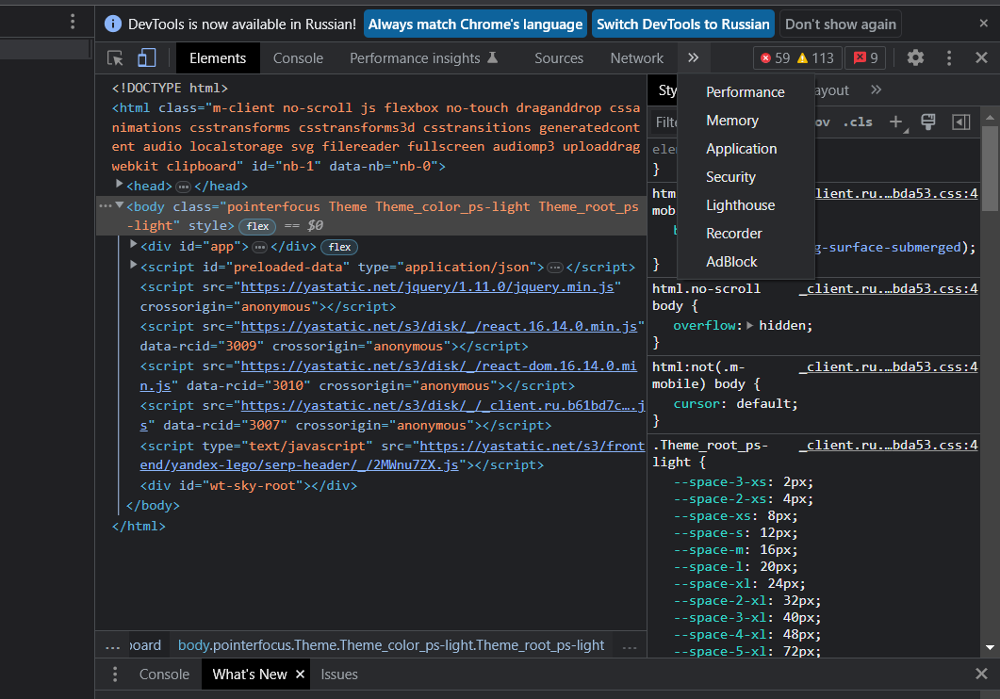 DevTools is now available in Russian! Always match Chrome's language Switch DevTools to Russian Don't show again
Elements Console Performance insights Sources Network 59 113 9
Performance
Memory
Application
Security
Lighthouse
Recorder
AdBlock
<!DOCTYPE html>
<html class="m-client no-scroll js flexbox no-touch draganddrop cssa
nimations csstransforms csstransforms3d csstransitions generatedcont
ent audio localstorage svg filereader fullscreen audiomp3 uploaddrag
webkit clipboard" id="nb-1" data-nb="nb-0">
<head> … </head>
<body class="pointerfocus Theme Theme_color_ps-light Theme_root_ps
-light" style> flex == $0
<div id="app"> … </div> flex
<script id="preloaded-data" type="application/json"> … </script>
<script src="https://yastatic.net/jquery/1.11.0/jquery.min.js"
crossorigin="anonymous"></script>
<script src="https://yastatic.net/s3/disk/_/react.16.14.0.min.js"
data-rcid="3009" crossorigin="anonymous"></script>
<script src="https://yastatic.net/s3/disk/_/react-dom.16.14.0.mi
n.js" data-rcid="3010" crossorigin="anonymous"></script>
<script src="https://yastatic.net/s3/disk/_/_client.ru.b61bd7c….j
s" data-rcid="3007" crossorigin="anonymous"></script>
<script type="text/javascript" src="https://yastatic.net/s3/front
end/yandex-lego/serp-header/_/2MWnu7ZX.js"></script>
<div id="wt-sky-root"></div>
</body>
</html>
Sty ayout
Filte ov .cls
elem
}
htm client.ru.…bda53.css:4
mob
b
g-surface-submerged);
}
html.no-scroll _client.ru.…bda53.css:4
body {
overflow: hidden;
}
html:not(.m- _client.ru.…bda53.css:4
mobile) body {
cursor: default;
}
.Theme_root_ps- _client.ru.…bda53.css:4
light {
--space-3-xs: 2px;
--space-2-xs: 4px;
--space-xs: 8px;
--space-s: 12px;
--space-m: 16px;
--space-l: 20px;
--space-xl: 24px;
--space-2-xl: 32px;
--space-3-xl: 40px;
--space-4-xl: 48px;
--space-5-xl: 72px;
... board body.pointerfocus.Theme.Theme_color_ps-light.Theme_root_ps-light ...
Console What's New Issues